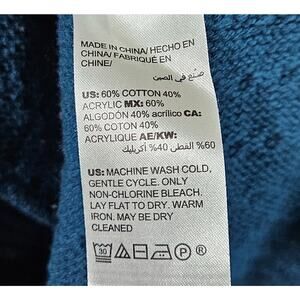 MADE IN CHINA/ HECHO EN
CHINA/ FABRIQUÉ EN
CHINE/
صنع في الصين
US: 60% COTTON 40%
ACRYLIC MX: 60%
ALGODÓN 40% acrílico CA:
60% COTON 40%
ACRYLIQUE AE/KW:
60% القطن 40% أكريليك
US: MACHINE WASH COLD,
GENTLE CYCLE. ONLY
NON-CHLORINE BLEACH.
LAY FLAT TO DRY. WARM
IRON. MAY BE DRY
CLEANED
30 P ®